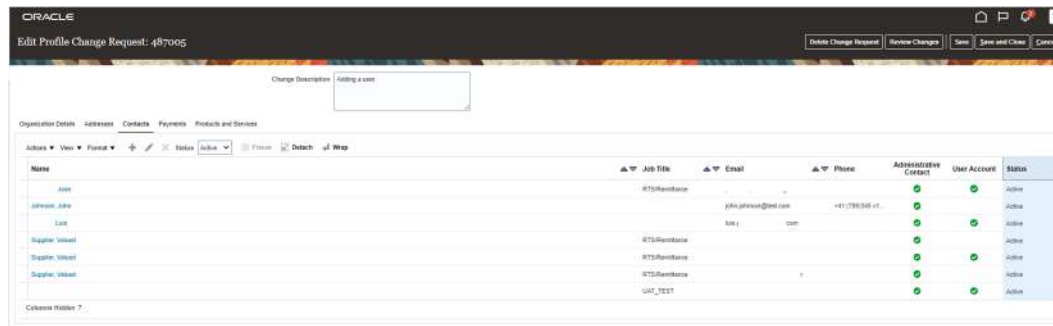 ORACLE
Edit Profile Change Request: 487005
Delete Change Request Review Changes Save Save and Close
Change Description Adding a user
Organization Details Addresses Contacts Payments Products and Services
Actions View Format Status Active Freeze Detach Wrap
Name Job Title Email Phone Administrative Contact User Account Status
RTS/Remittance Active
Johnson, John john.johnson@test.com Active
Active
Supplier, Valued RTS/Remittance Active
Supplier, Valued RTS/Remittance Active
Supplier, Valued RTS/Remittance Active
UAT_TEST Active
Columns Hidden 7